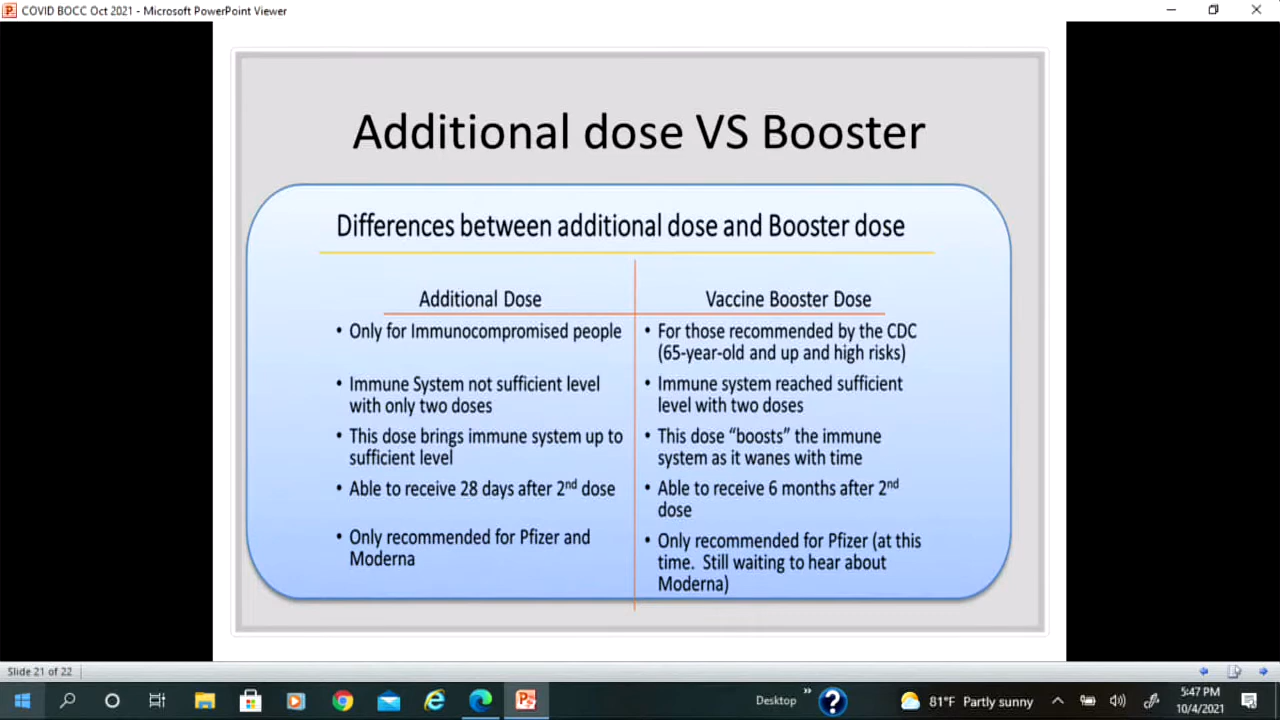 COVID BOCC Oct 2021 - Microsoft PowerPoint Viewer
Additional dose VS Booster
Differences between additional dose and Booster dose
Additional Dose
• Only for Immunocompromised people
• Immune System not sufficient level
with only two doses
• This dose brings immune system up to
sufficient level
• Able to receive 28 days after 2nd dose
• Only recommended for Pfizer and
Moderna
Vaccine Booster Dose
• For those recommended by the CDC
(65-year-old and up and high risks)
• Immune system reached sufficient
level with two doses
• This dose “boosts” the immune
system as it wanes with time
• Able to receive 6 months after 2nd
dose
• Only recommended for Pfizer (at this
time. Still waiting to hear about
Moderna)
Slide 21 of 22
Desktop
81°F Partly sunny
5:47 PM
10/4/2021